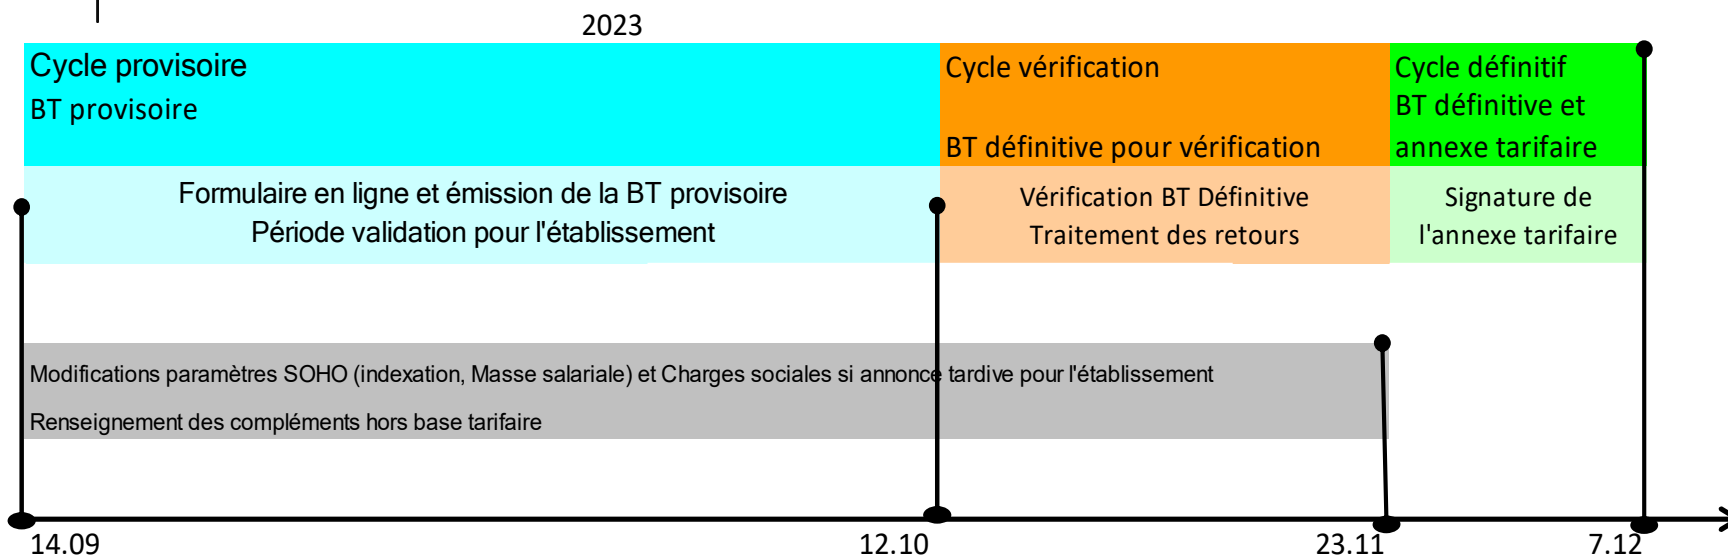 2023
Cycle provisoire
BT provisoire
Cycle vérification
BT définitive pour vérification
Cycle définitif
BT définitive et
annexe tarifaire
Formulaire en ligne et émission de la BT provisoire
Période validation pour l'établissement
Vérification BT Définitive
Traitement des retours
Signature de
l'annexe tarifaire
Modifications paramètres SOHO (indexation, Masse salariale) et Charges sociales si annonce tardive pour l'établissement
Renseignement des compléments hors base tarifaire
14.09
12.10
23.11
7.12